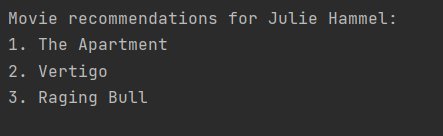 Movie recommendations for Julie Hammel:
1. The Apartment
2. Vertigo
3. Raging Bull